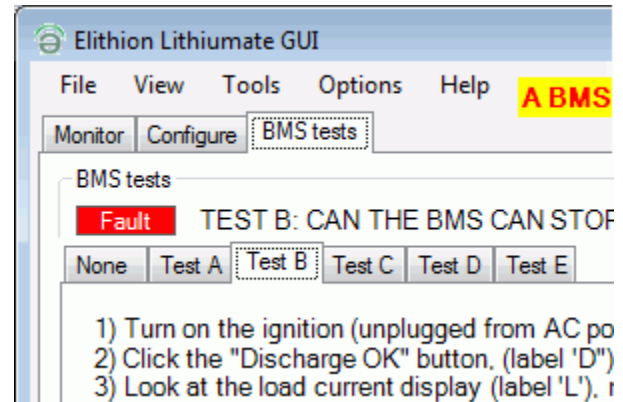 Elithion Lithiumate GUI
File View Tools Options Help A BMS
Monitor Configure BMS tests
BMS tests
Fault TEST B: CAN THE BMS CAN STOP
None Test A Test B Test C Test D Test E
1) Turn on the ignition (unplugged from AC po
2) Click the "Discharge OK" button, (label 'D")
3) Look at the load current display (label 'L'),